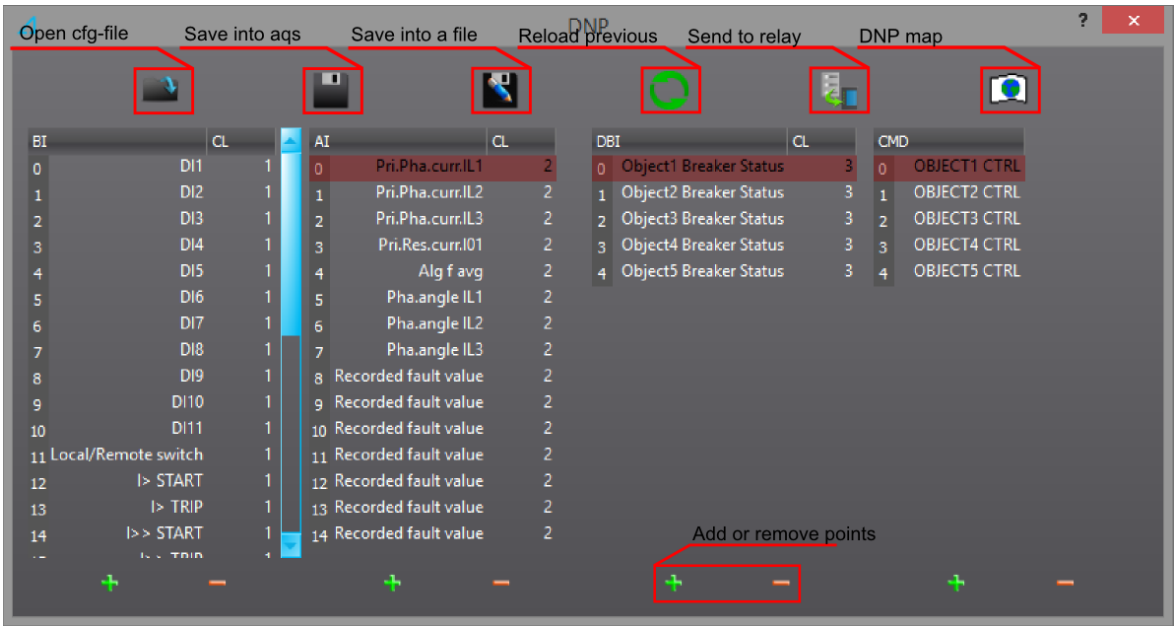 DNP
?
Open cfg-file Save into aqs Save into a file Reload previous Send to relay DNP map
BI CL AI CL DBI CL CMD
0 DI1 1 0 Pri.Pha.curr.IL1 2 0 Object1 Breaker Status 3 0 OBJECT1 CTRL
1 DI2 1 1 Pri.Pha.curr.IL2 2 1 Object2 Breaker Status 3 1 OBJECT2 CTRL
2 DI3 1 2 Pri.Pha.curr.IL3 2 2 Object3 Breaker Status 3 2 OBJECT3 CTRL
3 DI4 1 3 Pri.Res.curr.I01 2 3 Object4 Breaker Status 3 3 OBJECT4 CTRL
4 DI5 1 4 Alg f avg 2 4 Object5 Breaker Status 3 4 OBJECT5 CTRL
5 DI6 1 5 Pha.angle IL1 2
6 DI7 1 6 Pha.angle IL2 2
7 DI8 1 7 Pha.angle IL3 2
8 DI9 1 8 Recorded fault value 2
9 DI10 1 9 Recorded fault value 2
10 DI11 1 10 Recorded fault value 2
11 Local/Remote switch 1 11 Recorded fault value 2
12 I> START 1 12 Recorded fault value 2
13 I> TRIP 1 13 Recorded fault value 2
14 I>> START 1 14 Recorded fault value 2
Add or remove points